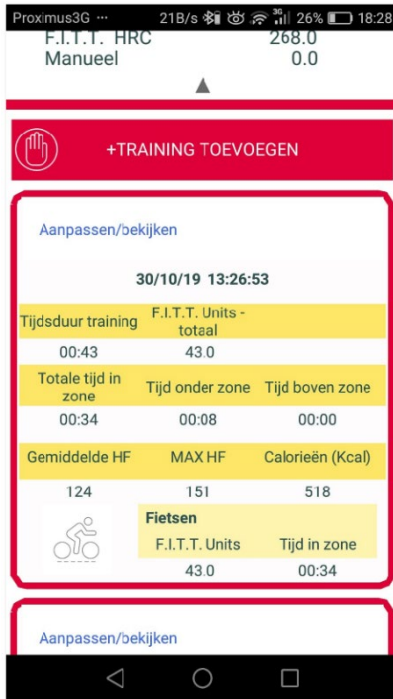 Proximus3G ... 21B/s 3G 26% 18:28
F.I.T.T. HRC 268.0
Manueel 0.0
+TRAINING TOEVOEGEN
Aanpassen/bekijken
30/10/19 13:26:53
Tijdsduur training F.I.T.T. Units - totaal
00:43 43.0
Totale tijd in zone Tijd onder zone Tijd boven zone
00:34 00:08 00:00
Gemiddelde HF MAX HF Calorieën (Kcal)
124 151 518
Fietsen
F.I.T.T. Units Tijd in zone
43.0 00:34
Aanpassen/bekijken